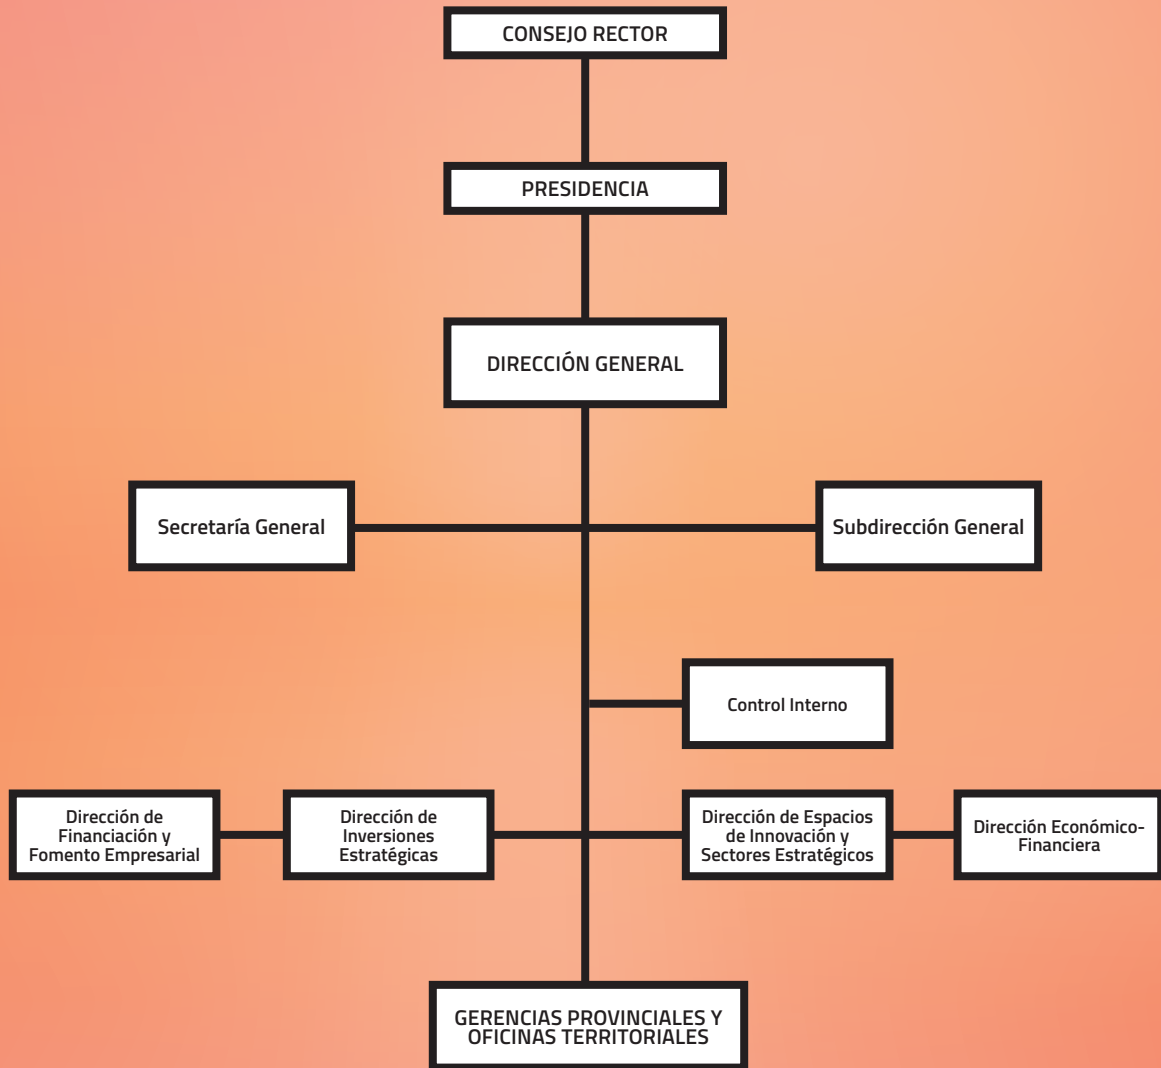 CONSEJO RECTOR
PRESIDENCIA
DIRECCIÓN GENERAL
Secretaría General
Subdirección General
Control Interno
Dirección de
Financiación y
Fomento Empresarial
Dirección de
Inversiones
Estratégicas
Dirección de Espacios
de Innovación y
Sectores Estratégicos
Dirección Económico-
Financiera
GERENCIAS PROVINCIALES Y
OFICINAS TERRITORIALES